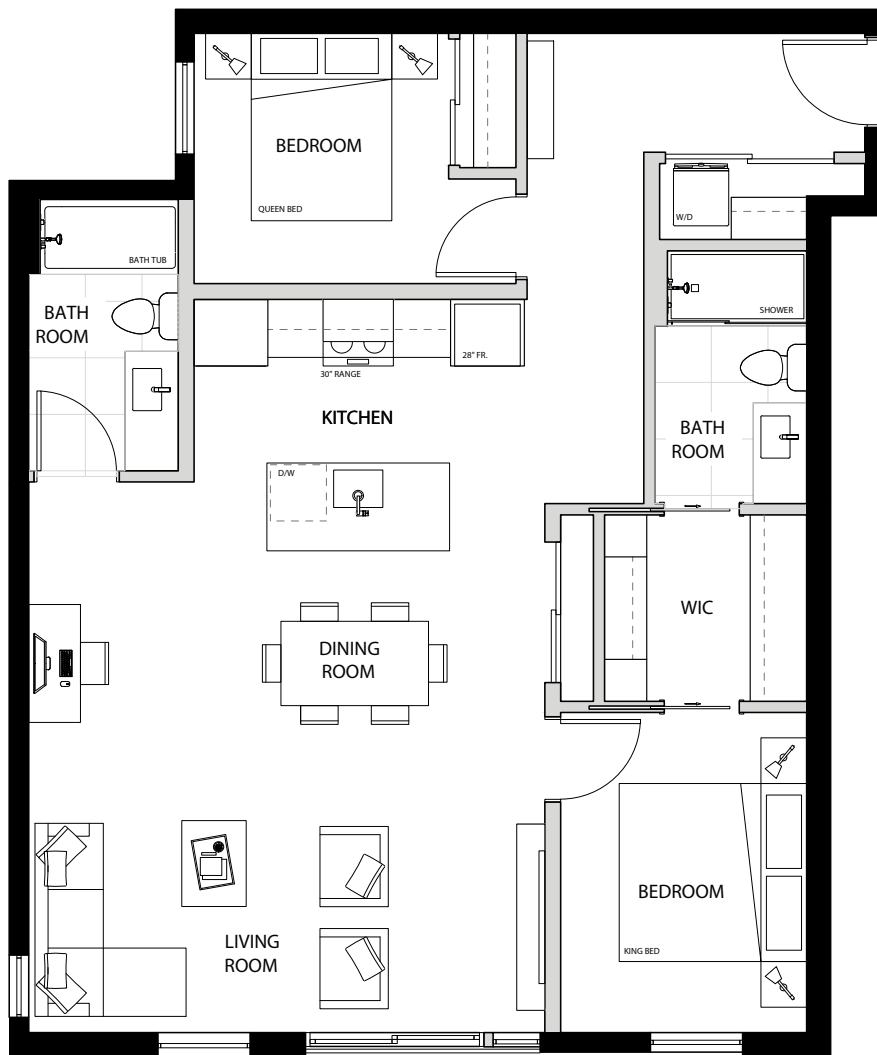 BEDROOM
QUEEN BED
W/D
BATH TUB
BATH
ROOM
SHOWER
28" FR.
30" RANGE
KITCHEN
BATH
ROOM
D/W
WIC
DINING
ROOM
BEDROOM
LIVING
ROOM
KING BED